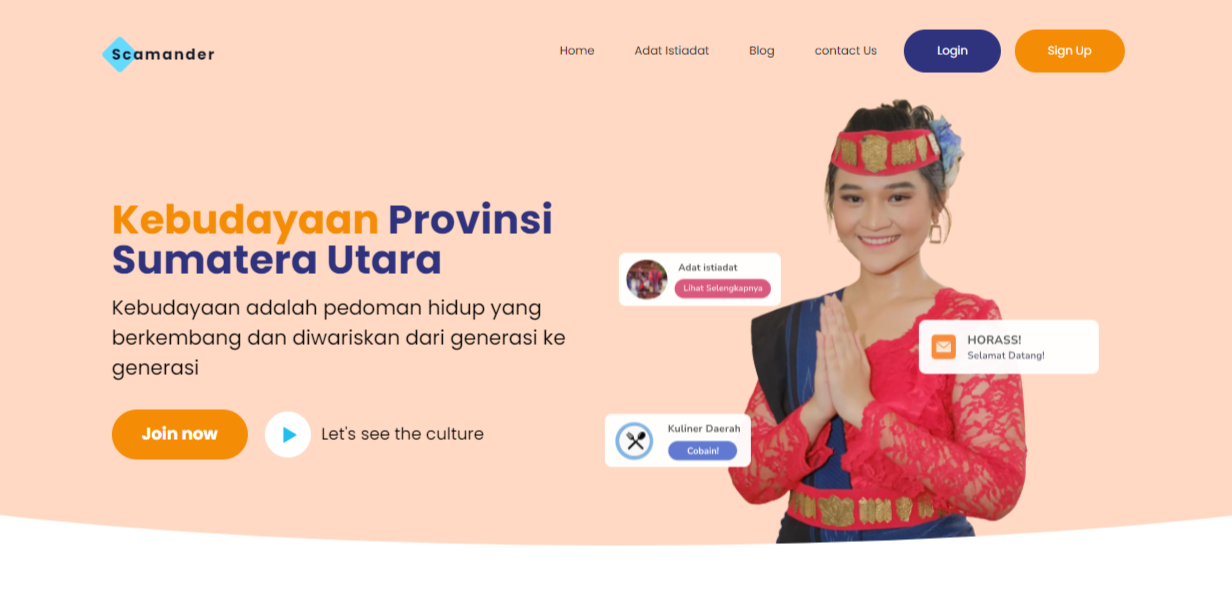 Scamander
Home
Adat Istiadat
Blog
contact Us
Login
Sign Up
Kebudayaan Provinsi
Sumatera Utara
Kebudayaan adalah pedoman hidup yang
berkembang dan diwariskan dari generasi ke
generasi
Join now
Let's see the culture
Adat istiadat
Lihat Selengkapnya
HORASS!
Selamat Datang!
Kuliner Daerah
Cobain!